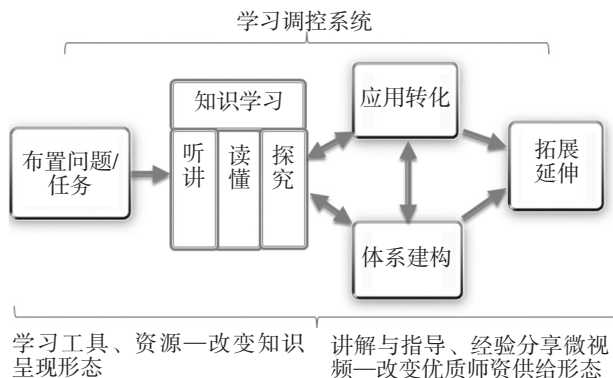 学习调控系统
知识学习
应用转化
布置问题/
任务
听讲
读懂
探究
拓展
延伸
体系建构
学习工具、资源—改变知识
呈现形态
讲解与指导、经验分享微视
频—改变优质师资供给形态